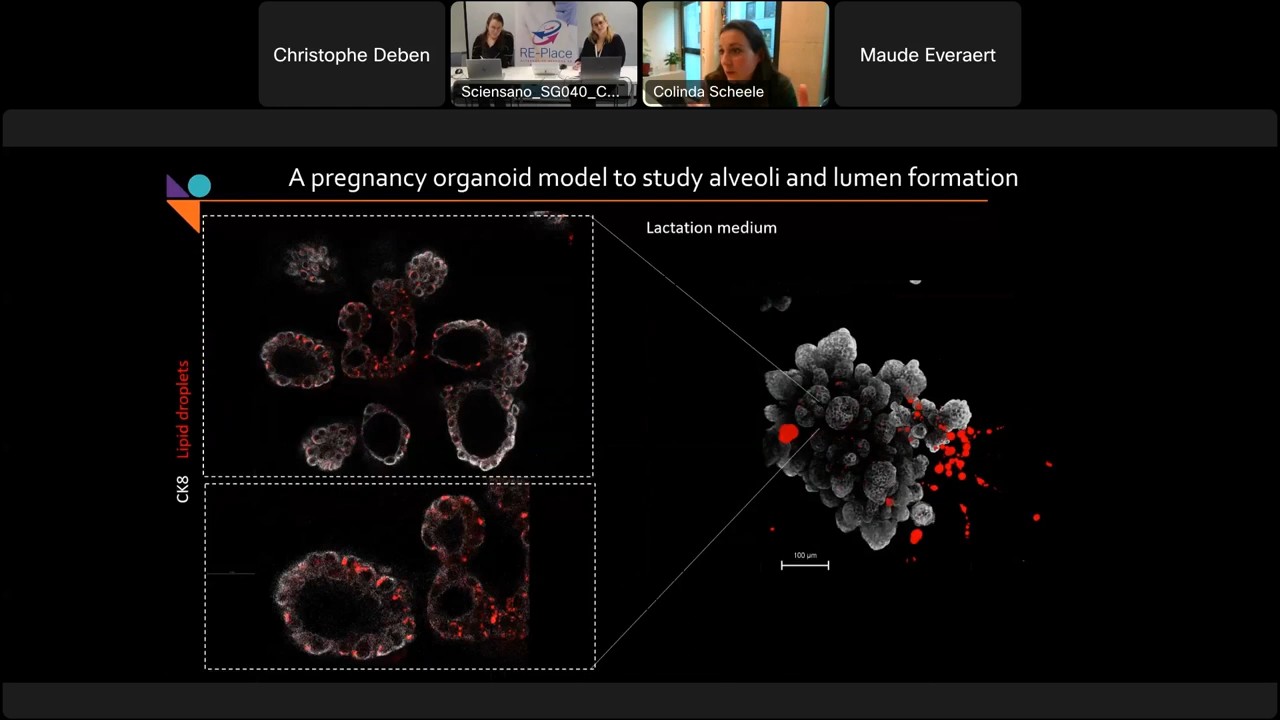 Christophe Deben
RE-Place
Sciensano_SG040_C...
Colinda Scheele
Maude Everaert
A pregnancy organoid model to study alveoli and lumen formation
Lactation medium
CK8 Lipid droplets
100 µm